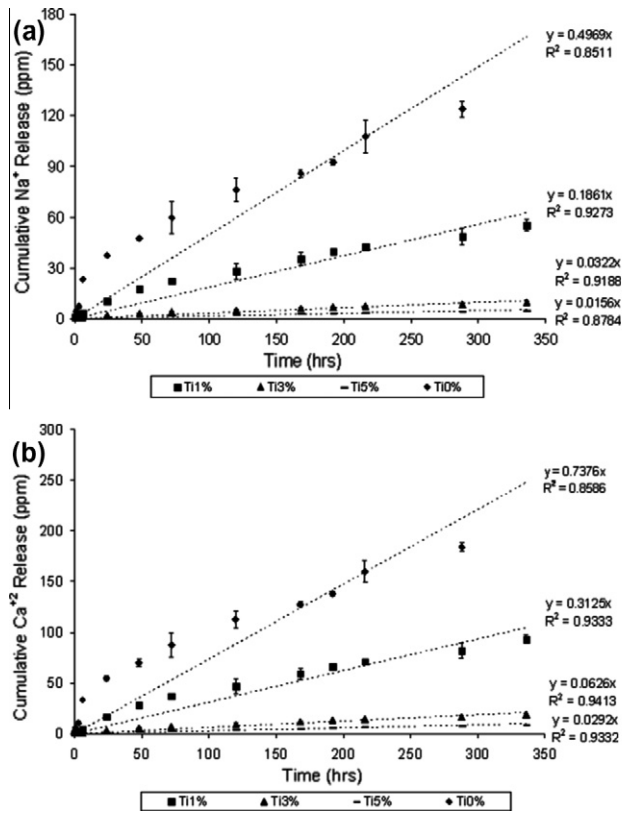 (a)
180
150
120
90
60
30
0
Cumulative Na+ Release (ppm)
y = 0.4969x
R2 = 0.8511
y = 0.1861x
R2 = 0.9273
y = 0.0322x
R2 = 0.9188
y = 0.0156x
R2 = 0.8784
0 50 100 150 200 250 300 350
Time (hrs)
Ti1% Ti3% Ti5% Ti0%
(b)
300
250
200
150
100
50
0
Cumulative Ca+2 Release (ppm)
y = 0.7376x
R2 = 0.8586
y = 0.3125x
R2 = 0.9333
y = 0.0626x
R2 = 0.9413
y = 0.0292x
R2 = 0.9332
0 50 100 150 200 250 300 350
Time (hrs)
Ti1% Ti3% Ti5% Ti0%